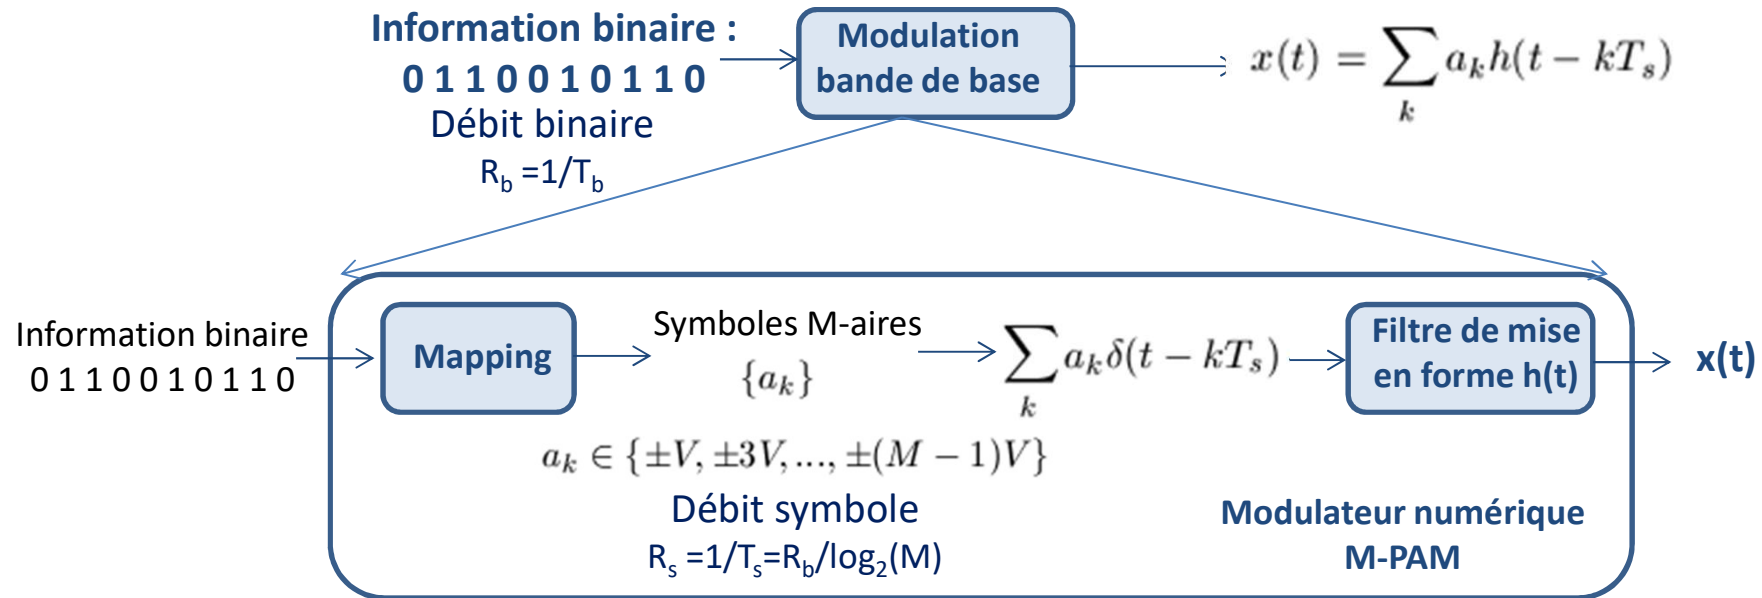 Information binaire :
0 1 1 0 0 1 0 1 1 0
Débit binaire
R_b =1/T_b
Modulation
bande de base
x(t) = ∑_k a_k h(t − kT_s)
Information binaire
0 1 1 0 0 1 0 1 1 0
Mapping
Symboles M-aires
{a_k}
∑_k a_k δ(t − kT_s)
Filtre de mise
en forme h(t)
x(t)
a_k ∈ {±V, ±3V, ..., ±(M − 1)V}
Débit symbole
R_s =1/T_s=R_b/log_2(M)
Modulateur numérique
M-PAM